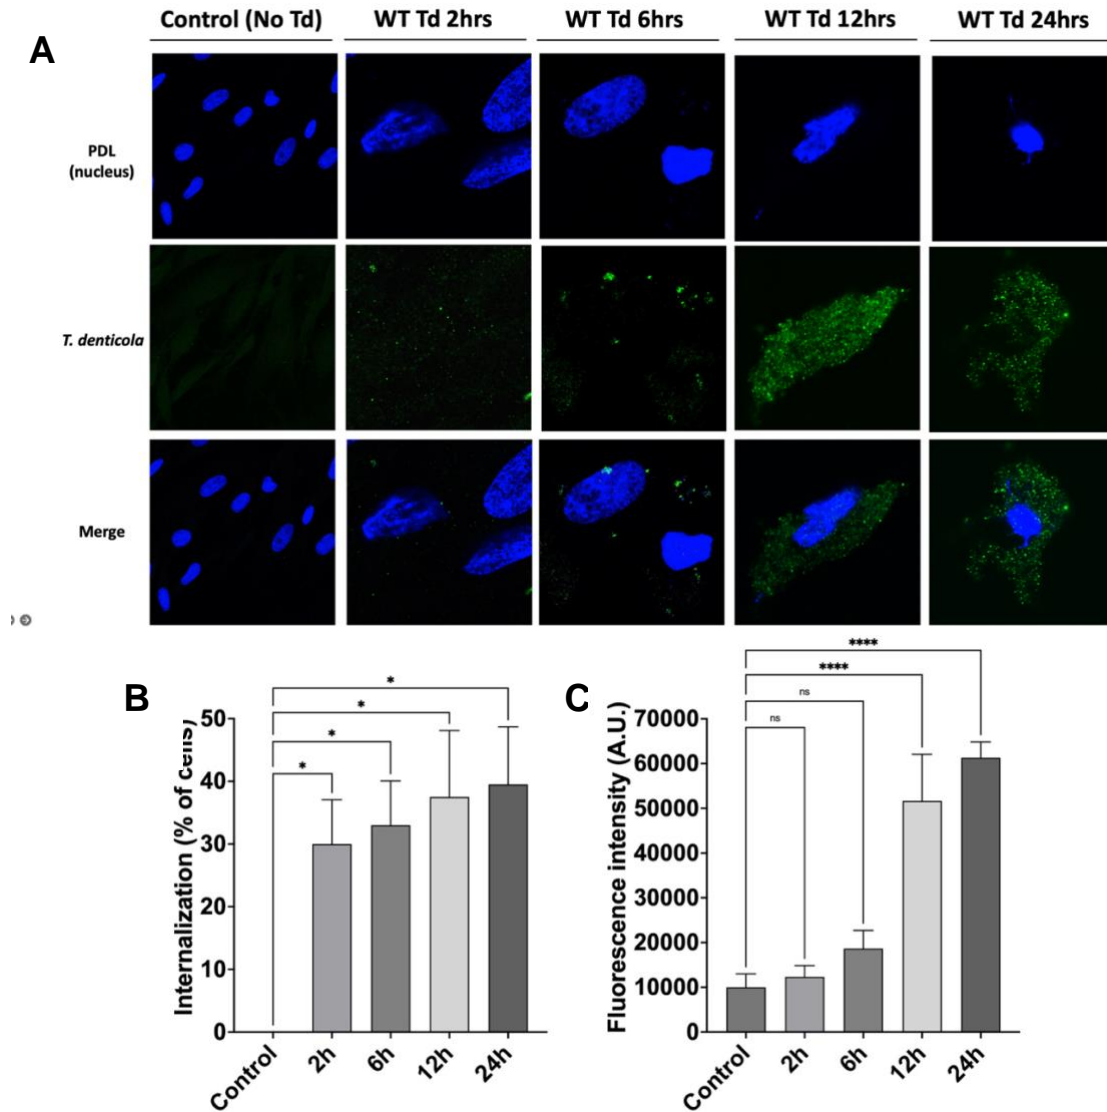 Control (No Td) WT Td 2hrs WT Td 6hrs WT Td 12hrs WT Td 24hrs
A
PDL
(nucleus)
T. denticola
Merge
B
Internalization (% of cells)
50
40
30
20
10
0
* * * *
Control 2h 6h 12h 24h
C
Fluorescence intensity (A.U.)
70000
60000
50000
40000
30000
20000
10000
0
****
****
ns
ns
Control 2h 6h 12h 24h